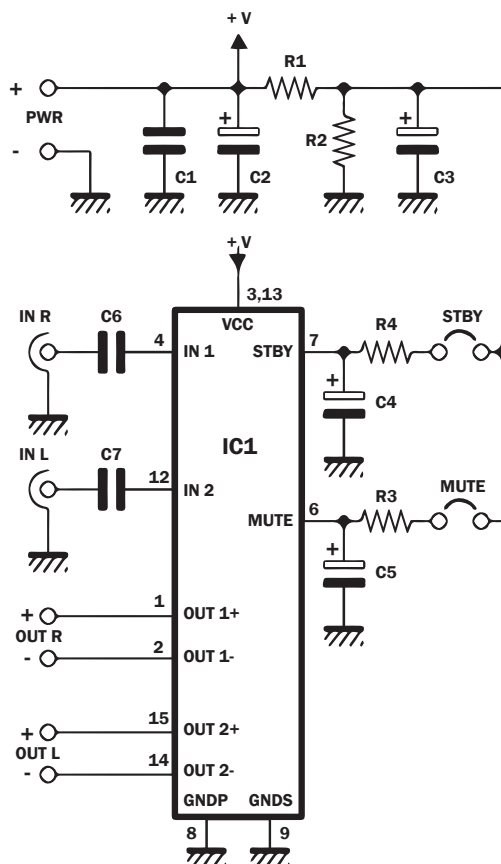 + V
R1
+
PWR
-
+
R2
+
C1
C2
C3
+ V
3,13
VCC
IN R
C6
4
IN 1
STBY
7
R4
STBY
+
C4
IC1
IN L
C7
12
IN 2
MUTE
6
R3
MUTE
+
C5
1
+
OUT 1+
OUT R
2
-
OUT 1-
15
+
OUT 2+
OUT L
14
-
OUT 2-
GNDP
GNDS
8
9